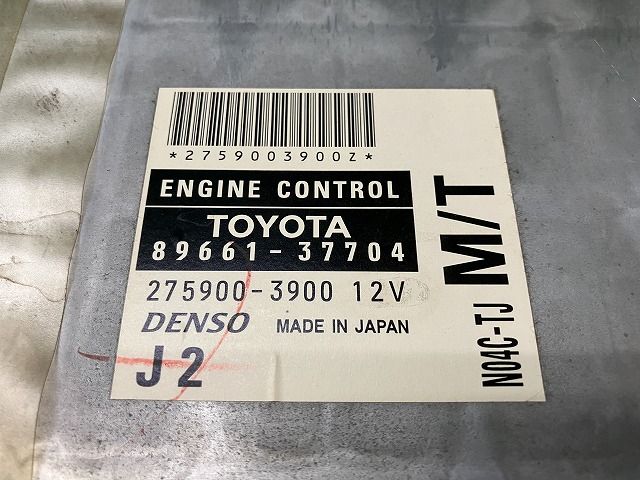 *2759003900Z*
ENGINE CONTROL
TOYOTA
89661-37704
275900-3900 12V
DENSO MADE IN JAPAN
J2
M/T
N04C-TJ